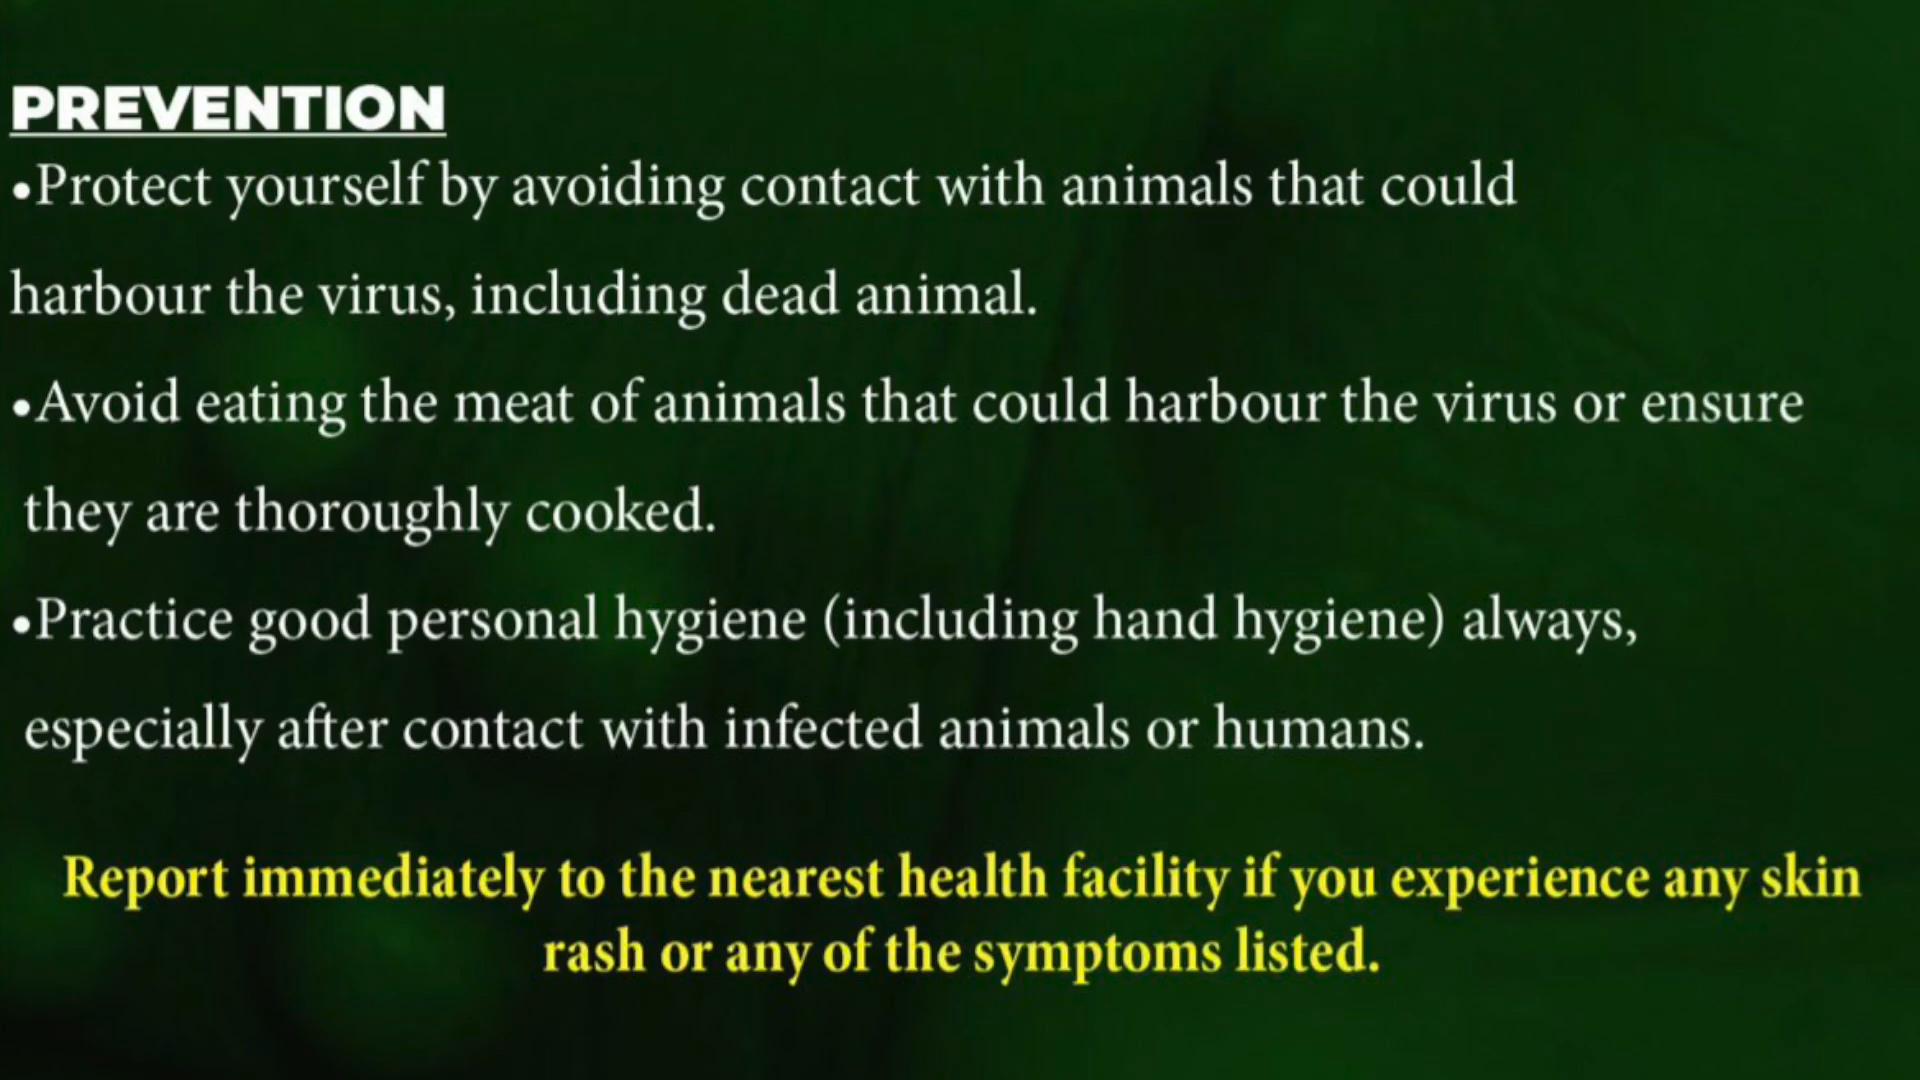 PREVENTION
•Protect yourself by avoiding contact with animals that could
harbour the virus, including dead animal.
•Avoid eating the meat of animals that could harbour the virus or ensure
they are thoroughly cooked.
•Practice good personal hygiene (including hand hygiene) always,
especially after contact with infected animals or humans.
Report immediately to the nearest health facility if you experience any skin
rash or any of the symptoms listed.